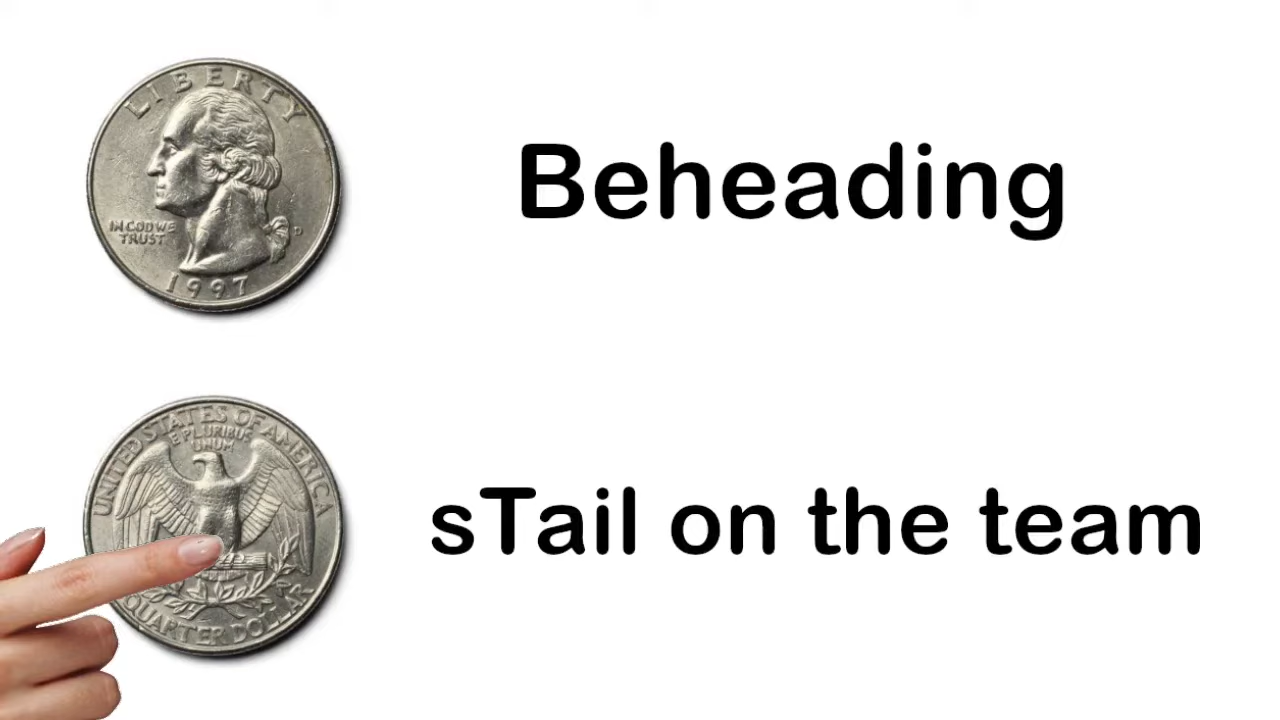 LIBERTY
Beheading
IN GOD WE
TRUST
D
1997
UNITED STATES OF AMERICA
E PLURIBUS
UNUM
sTail on the team
QUARTER DOLLAR